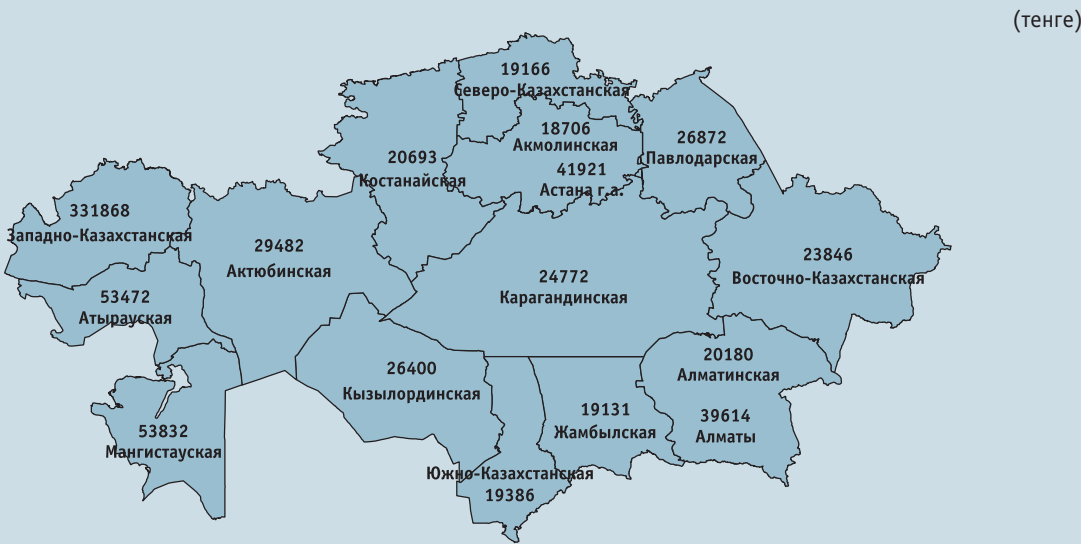 (тенге)
19166
Северо-Казахстанская
18706
Акмолинская
41921
Астана г.а.
26872
Павлодарская
20693
Костанайская
331868
Западно-Казахстанская
29482
Актюбинская
23846
Восточно-Казахстанская
24772
Карагандинская
53472
Атырауская
20180
Алматинская
26400
Кызылординская
39614
Алматы
19131
Жамбылская
53832
Мангистауская
Южно-Казахстанская
19386